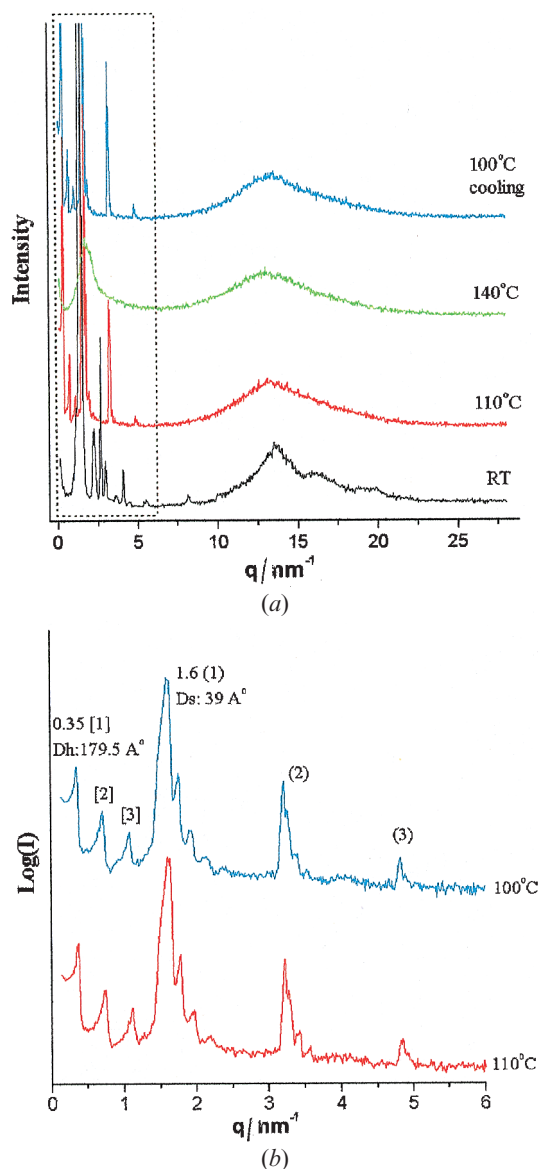 Intensity
100°C
cooling
140°C
110°C
RT
0 5 10 15 20 25
q/ nm⁻¹
(a)
1.6 (1)
Ds: 39 A°
0.35 [1]
Dh:179.5 A°
[2]
[3]
(2)
(3)
Log(I)
100°C
110°C
0 1 2 3 4 5 6
q/ nm⁻¹
(b)